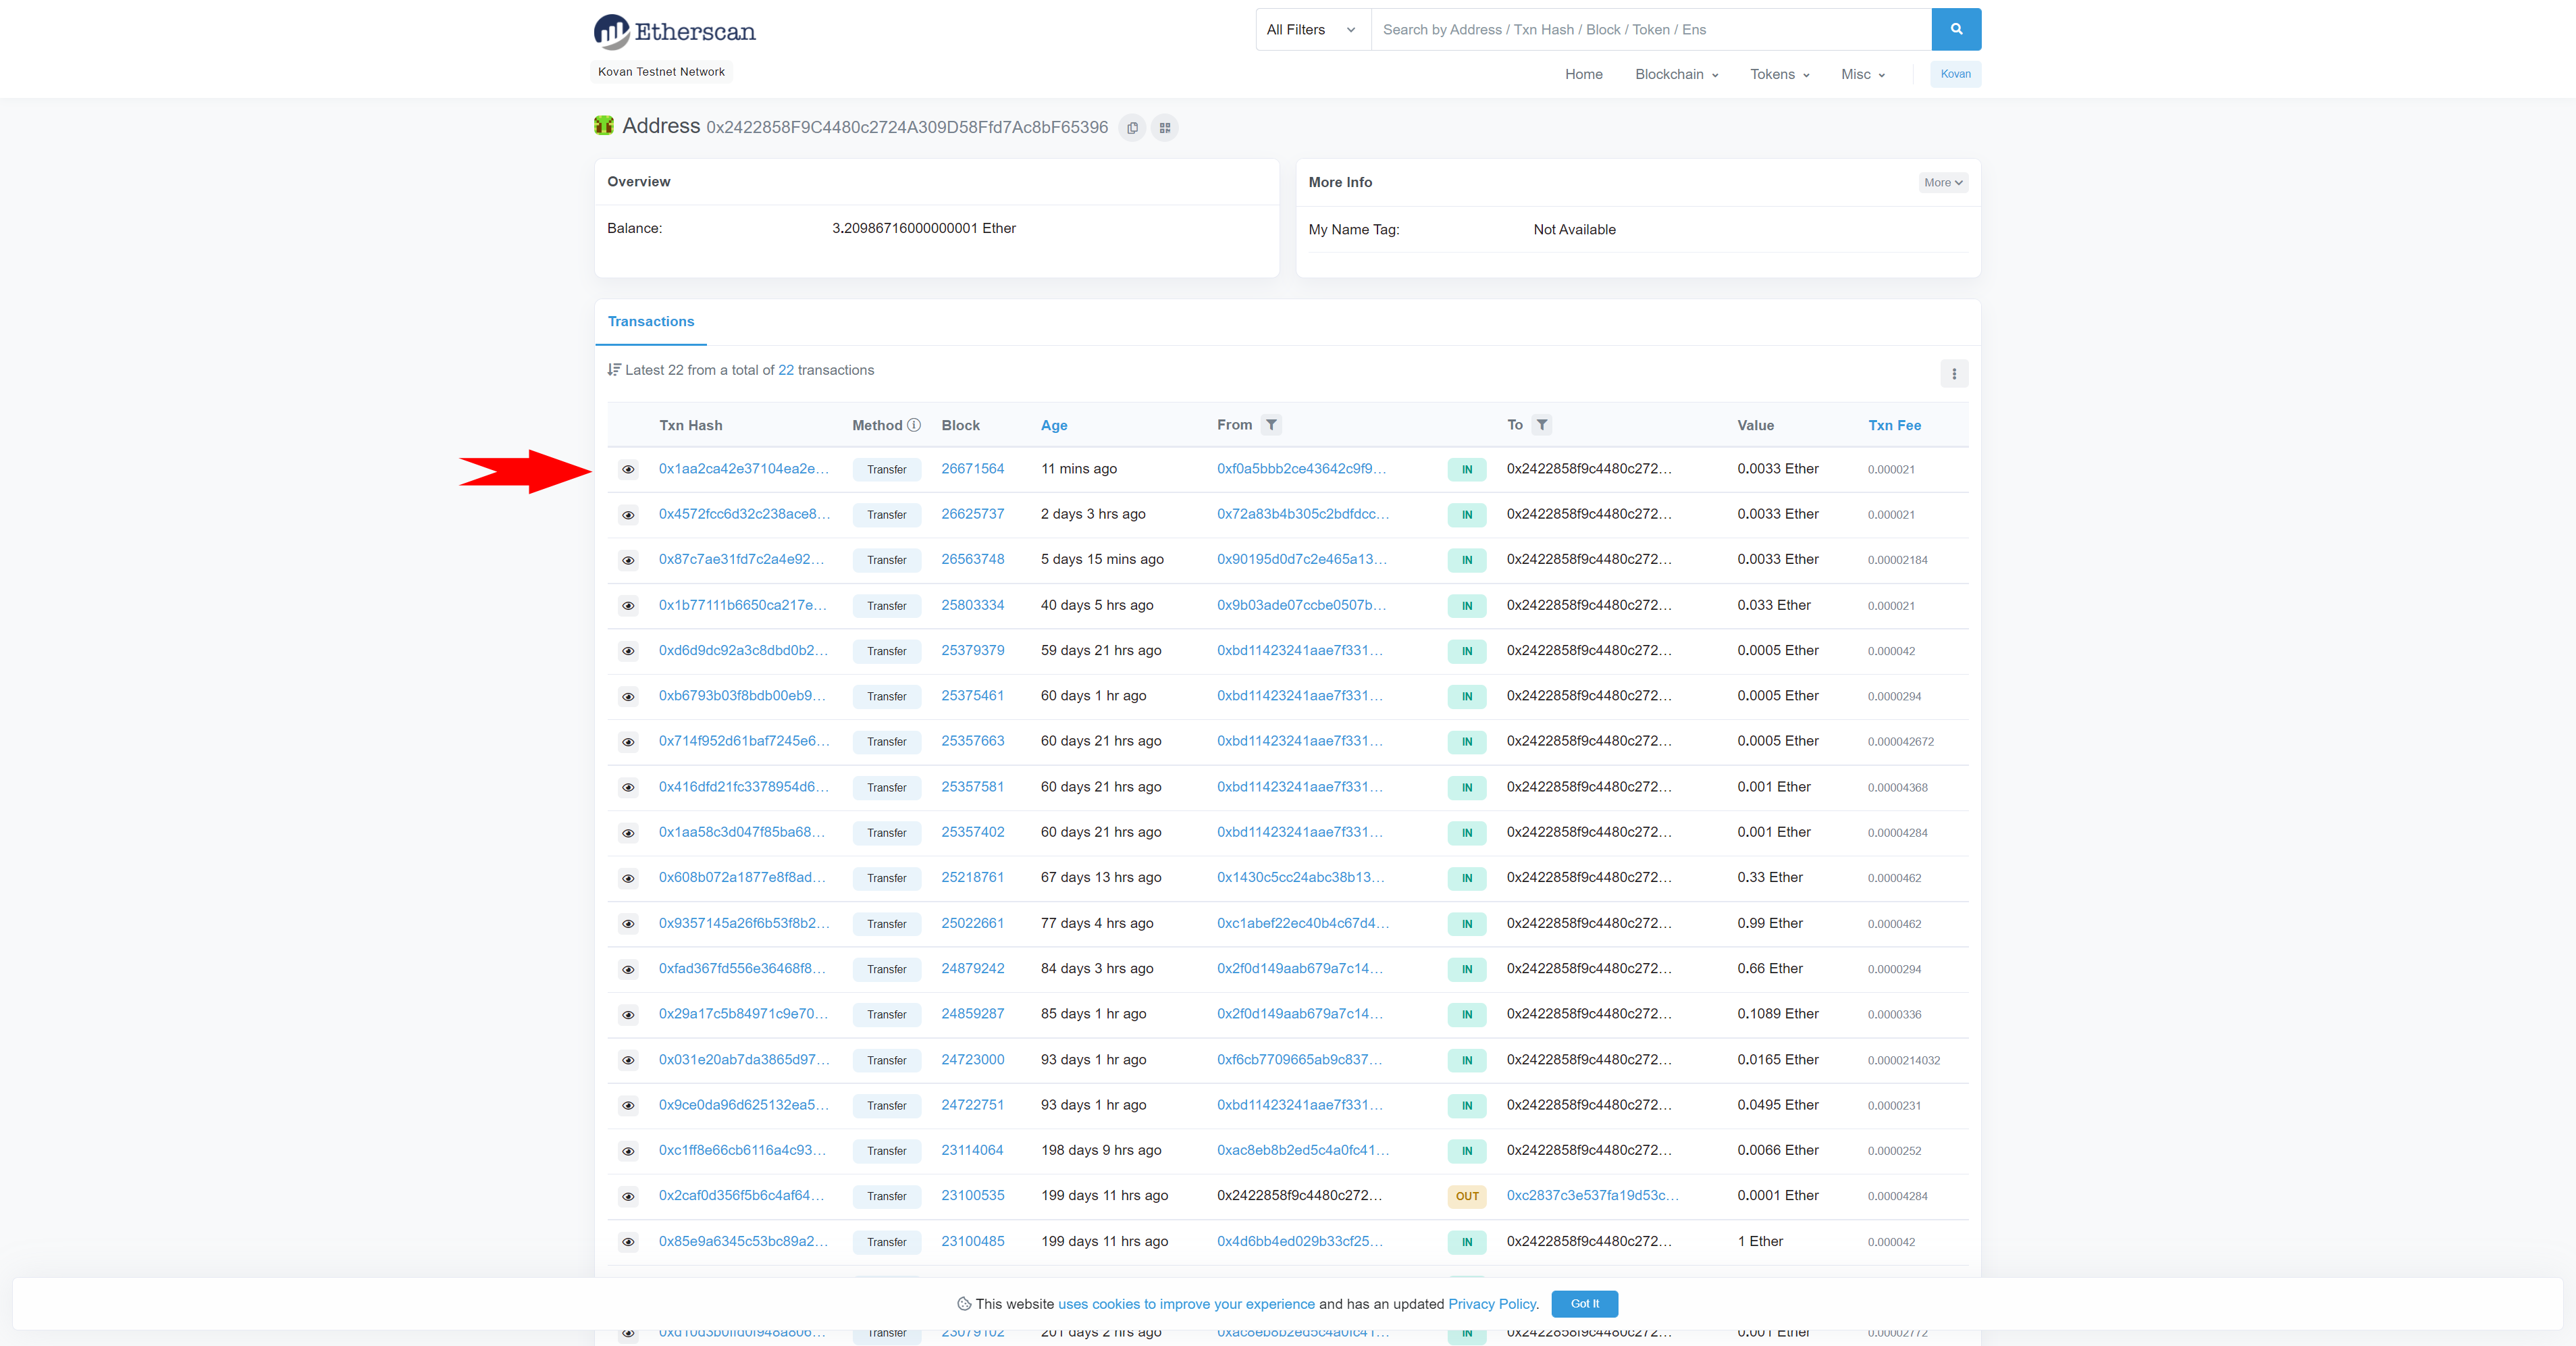 Etherscan
All Filters Search by Address / Txn Hash / Block / Token / Ens
Kovan Testnet Network
Home Blockchain Tokens Misc Kovan
Address 0x2422858F9C4480c2724A309D58Ffd7Ac8bF65396
Overview
Balance: 3.20986716000000001 Ether
More Info More
My Name Tag: Not Available
Transactions
Latest 22 from a total of 22 transactions
Txn Hash Method Block Age From To Value Txn Fee
0x1aa2ca42e37104ea2e... Transfer 26671564 11 mins ago 0xf0a5bbb2ce43642c9f9... IN 0x2422858f9c4480c272... 0.0033 Ether 0.000021
0x4572fcc6d32c238ace8... Transfer 26625737 2 days 3 hrs ago 0x72a83b4b305c2bdfdcc... IN 0x2422858f9c4480c272... 0.0033 Ether 0.000021
0x87c7ae31fd7c2a4e92... Transfer 26563748 5 days 15 mins ago 0x90195d0d7c2e465a13... IN 0x2422858f9c4480c272... 0.0033 Ether 0.00002184
0x1b77111b6650ca217e... Transfer 25803334 40 days 5 hrs ago 0x9b03ade07ccbe0507b... IN 0x2422858f9c4480c272... 0.033 Ether 0.000021
0xd6d9dc92a3c8dbd0b2... Transfer 25379379 59 days 21 hrs ago 0xbd11423241aae7f331... IN 0x2422858f9c4480c272... 0.0005 Ether 0.000042
0xb6793b03f8bdb00eb9... Transfer 25375461 60 days 1 hr ago 0xbd11423241aae7f331... IN 0x2422858f9c4480c272... 0.0005 Ether 0.0000294
0x714f952d61baf7245e6... Transfer 25357663 60 days 21 hrs ago 0xbd11423241aae7f331... IN 0x2422858f9c4480c272... 0.0005 Ether 0.000042672
0x416dfd21fc3378954d6... Transfer 25357581 60 days 21 hrs ago 0xbd11423241aae7f331... IN 0x2422858f9c4480c272... 0.001 Ether 0.00004368
0x1aa58c3d047f85ba68... Transfer 25357402 60 days 21 hrs ago 0xbd11423241aae7f331... IN 0x2422858f9c4480c272... 0.001 Ether 0.00004284
0x608b072a1877e8f8ad... Transfer 25218761 67 days 13 hrs ago 0x1430c5cc24abc38b13... IN 0x2422858f9c4480c272... 0.33 Ether 0.0000462
0x9357145a26f6b53f8b2... Transfer 25022661 77 days 4 hrs ago 0xc1abef22ec40b4c67d4... IN 0x2422858f9c4480c272... 0.99 Ether 0.0000462
0xfad367fd556e36468f8... Transfer 24879242 84 days 3 hrs ago 0x2f0d149aab679a7c14... IN 0x2422858f9c4480c272... 0.66 Ether 0.0000294
0x29a17c5b84971c9e70... Transfer 24859287 85 days 1 hr ago 0x2f0d149aab679a7c14... IN 0x2422858f9c4480c272... 0.1089 Ether 0.0000336
0x031e20ab7da3865d97... Transfer 24723000 93 days 1 hr ago 0xf6cb7709665ab9c837... IN 0x2422858f9c4480c272... 0.0165 Ether 0.0000214032
0x9ce0da96d625132ea5... Transfer 24722751 93 days 1 hr ago 0xbd11423241aae7f331... IN 0x2422858f9c4480c272... 0.0495 Ether 0.0000231
0xc1ff8e66cb6116a4c93... Transfer 23114064 198 days 9 hrs ago 0xac8eb8b2ed5c4a0fc41... IN 0x2422858f9c4480c272... 0.0066 Ether 0.0000252
0x2caf0d356f5b6c4af64... Transfer 23100535 199 days 11 hrs ago 0x2422858f9c4480c272... OUT 0xc2837c3e537fa19d53c... 0.0001 Ether 0.00004284
0x85e9a6345c53bc89a2... Transfer 23100485 199 days 11 hrs ago 0x4d6bb4ed029b33cf25... IN 0x2422858f9c4480c272... 1 Ether 0.000042
This website uses cookies to improve your experience and has an updated Privacy Policy. Got It
Transfer 23079102 201 days 2 hrs ago 0xac8eb8b2ed5c4a0fc41... IN 0x2422858f9c4480c272... 0.001 Ether 0.00002772